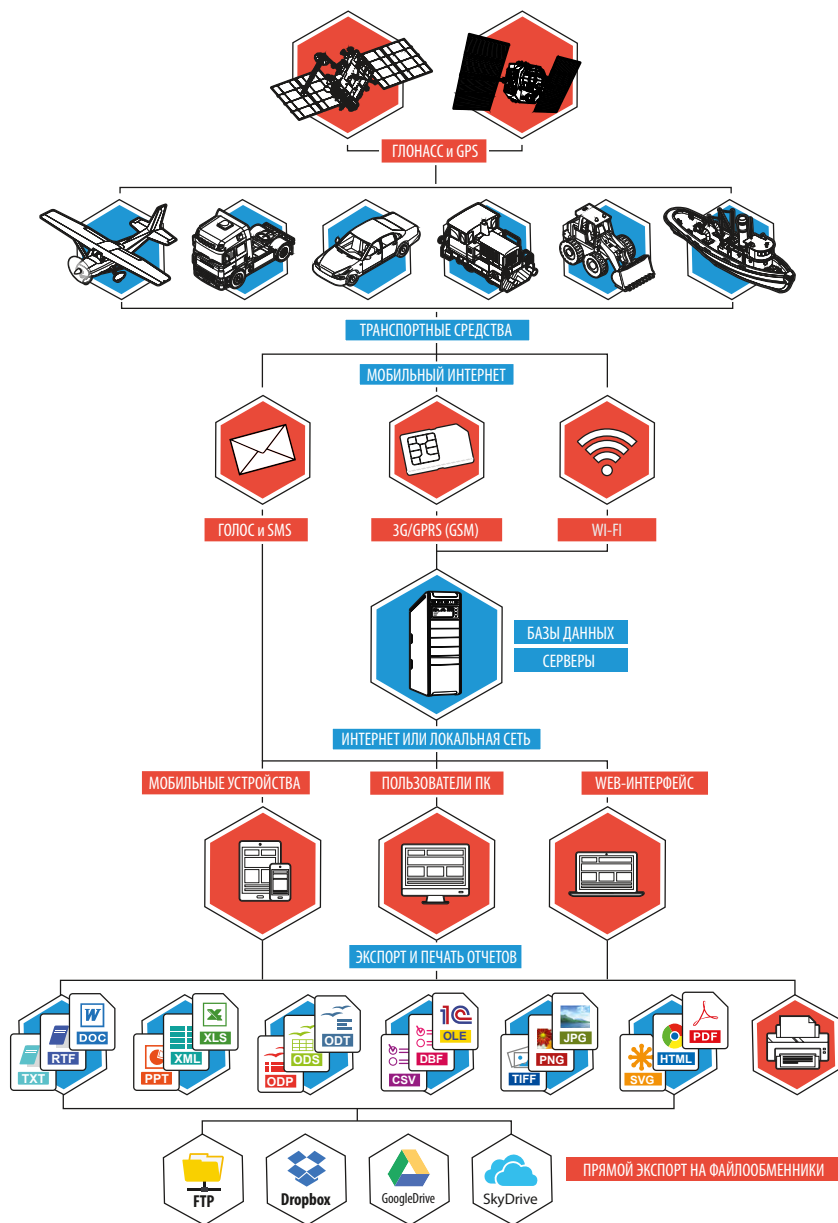 ГЛОНАСС и GPS
ТРАНСПОРТНЫЕ СРЕДСТВА
МОБИЛЬНЫЙ ИНТЕРНЕТ
ГОЛОС и SMS
3G/GPRS (GSM)
WI-FI
БАЗЫ ДАННЫХ
СЕРВЕРЫ
ИНТЕРНЕТ ИЛИ ЛОКАЛЬНАЯ СЕТЬ
МОБИЛЬНЫЕ УСТРОЙСТВА
ПОЛЬЗОВАТЕЛИ ПК
WEB-ИНТЕРФЕЙС
ЭКСПОРТ И ПЕЧАТЬ ОТЧЕТОВ
W
DOC
RTF
TXT
X
XLS
XML
PPT
ODT
ODS
ODP
1C
OLE
DBF
CSV
JPG
PNG
TIFF
PDF
HTML
SVG
FTP
Dropbox
GoogleDrive
SkyDrive
ПРЯМОЙ ЭКСПОРТ НА ФАЙЛООБМЕННИКИ